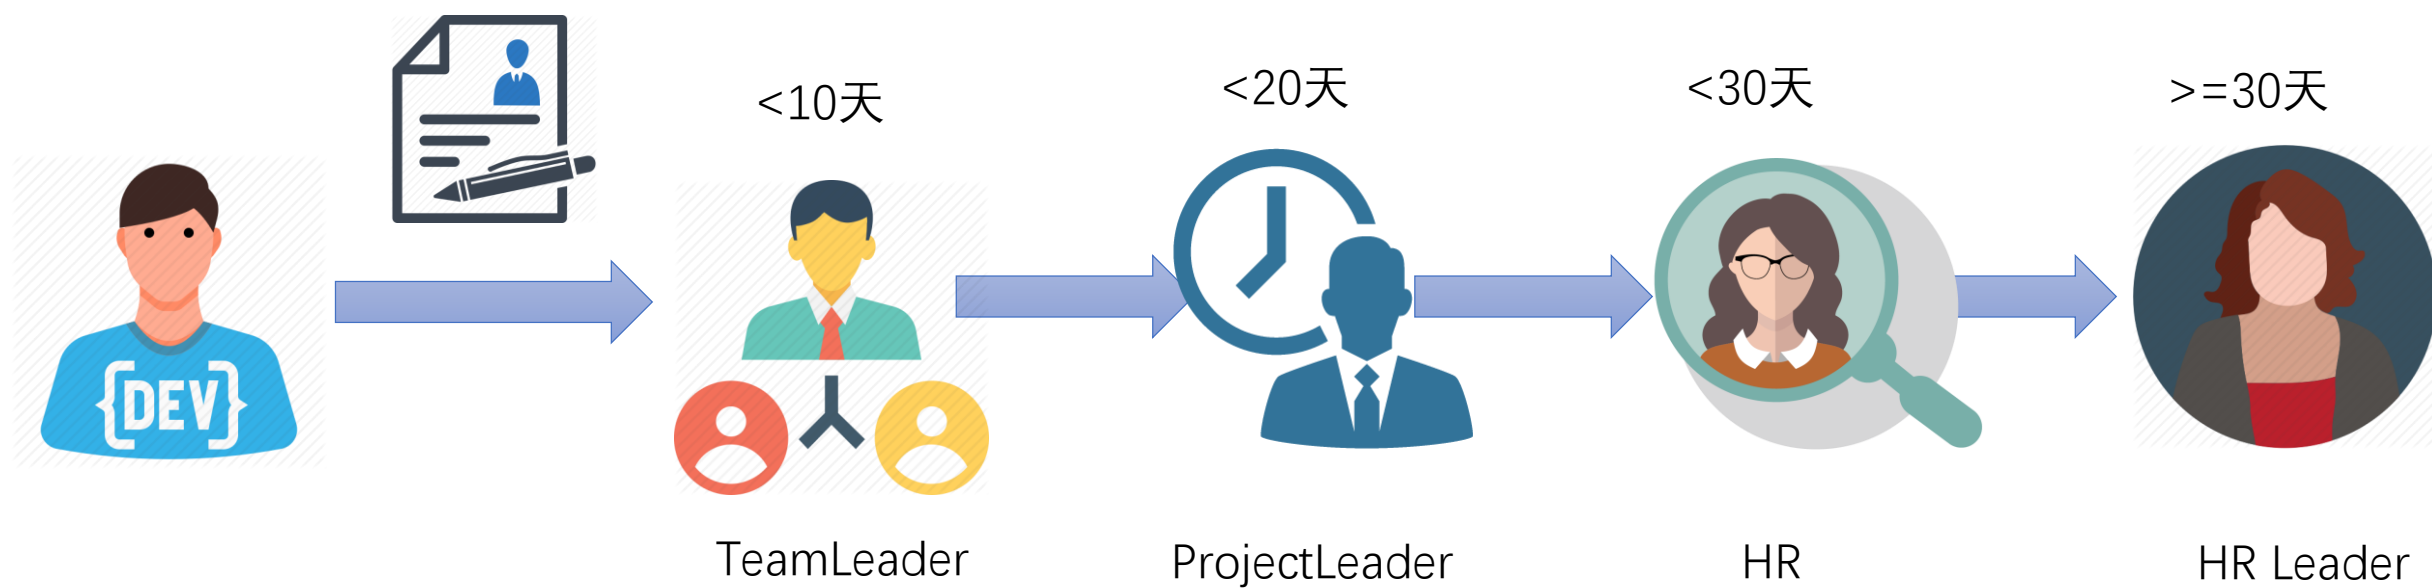 <10天
<20天
<30天
>=30天
{DEV}
TeamLeader
ProjectLeader
HR
HR Leader